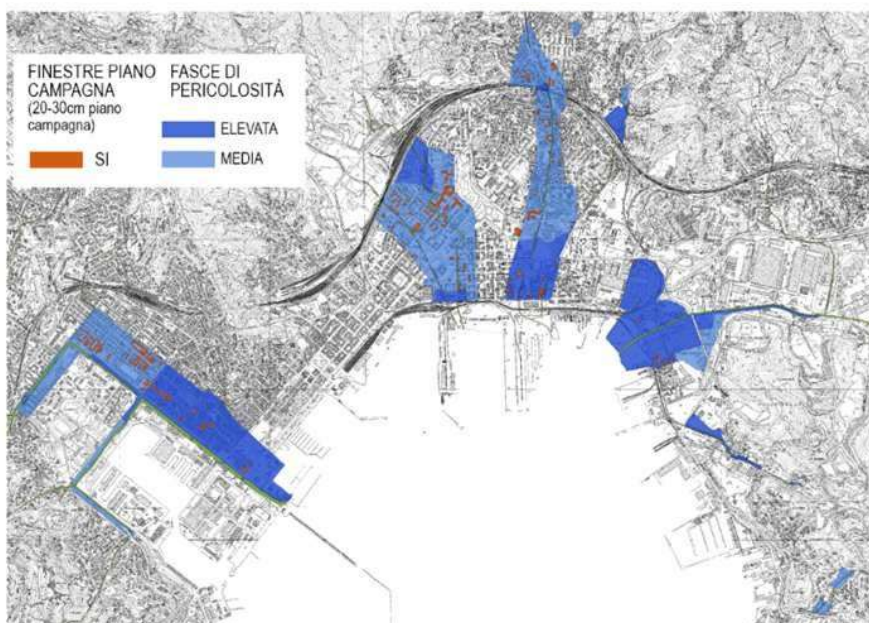 FINESTRE PIANO
CAMPAGNA
(20-30cm piano
campagna)
SI
FASCE DI
PERICOLOSITÀ
ELEVATA
MEDIA